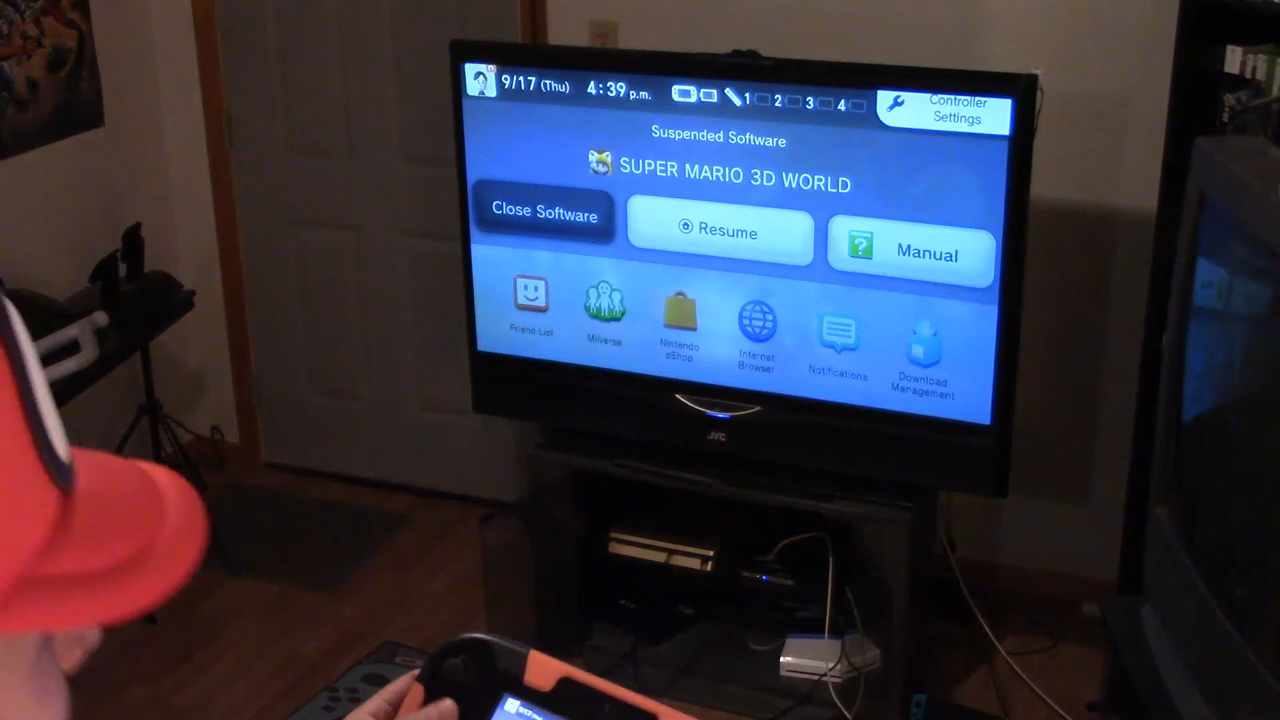 9/17 (Thu) 4:39 p.m. 1 2 3 4
Controller
Settings
Suspended Software
SUPER MARIO 3D WORLD
Close Software
Resume
? Manual
Friend List
Miiverse
Nintendo
eShop
Internet
Browser
Notifications
Download
Management
JVC